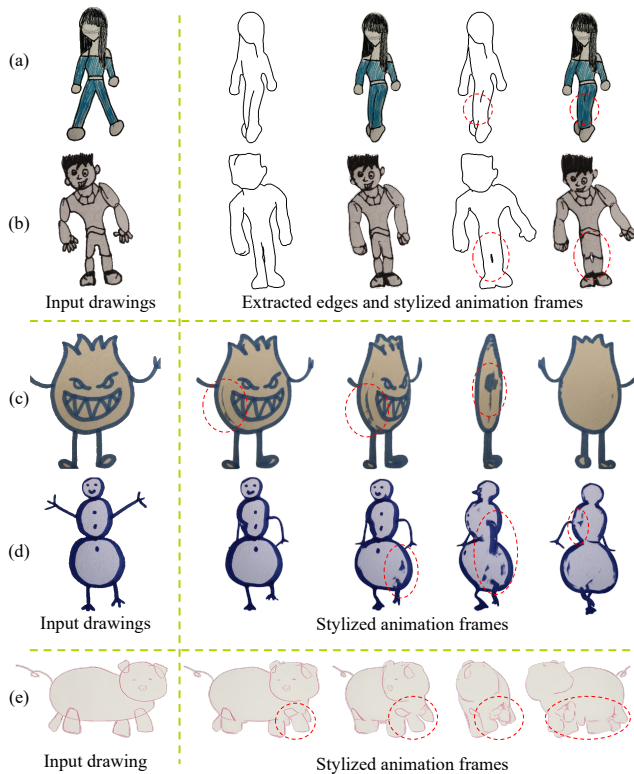 (a)
(b)
Input drawings
Extracted edges and stylized animation frames
(c)
(d)
Input drawings
Stylized animation frames
(e)
Input drawing
Stylized animation frames